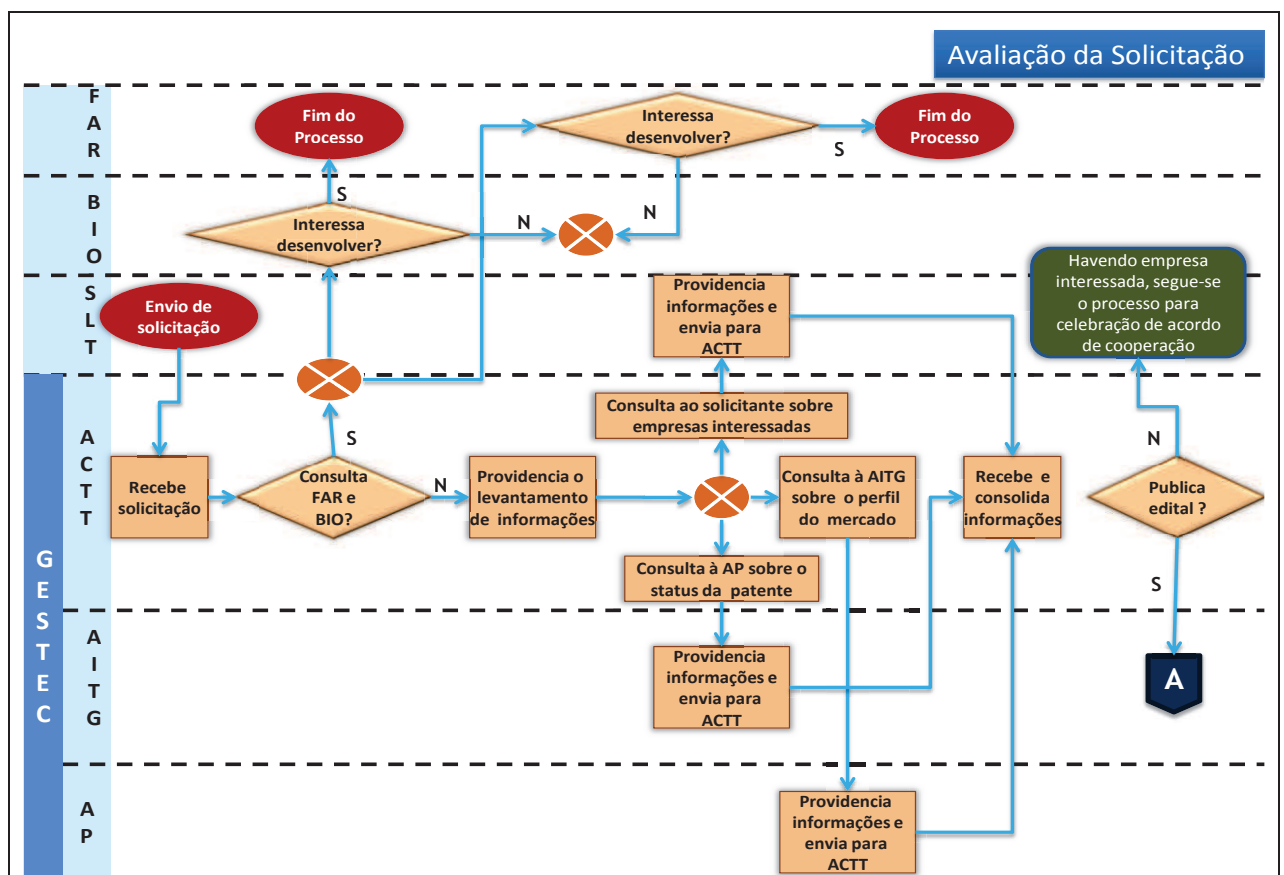 Avaliação da Solicitação
F
A
R
Fim do
Processo
Interessa
desenvolver?
S
Fim do
Processo
B
I
O
S
Interessa
desenvolver?
N
N
S
L
T
Envio de
solicitação
Providencia
informações e
envia para
ACTT
Havendo empresa
interessada, segue-se
o processo para
celebração de acordo
de cooperação
GESTEC
A
C
T
T
Recebe
solicitação
S
Consulta
FAR e
BIO?
N
Providencia o
levantamento
de informações
Consulta ao solicitante sobre
empresas interessadas
Consulta à AITG
sobre o perfil
do mercado
Consulta à AP sobre o
status da patente
Recebe e
consolida
informações
N
Publica
edital ?
S
A
I
T
G
Providencia
informações e
envia para
ACTT
A
A
P
Providencia
informações e
envia para
ACTT